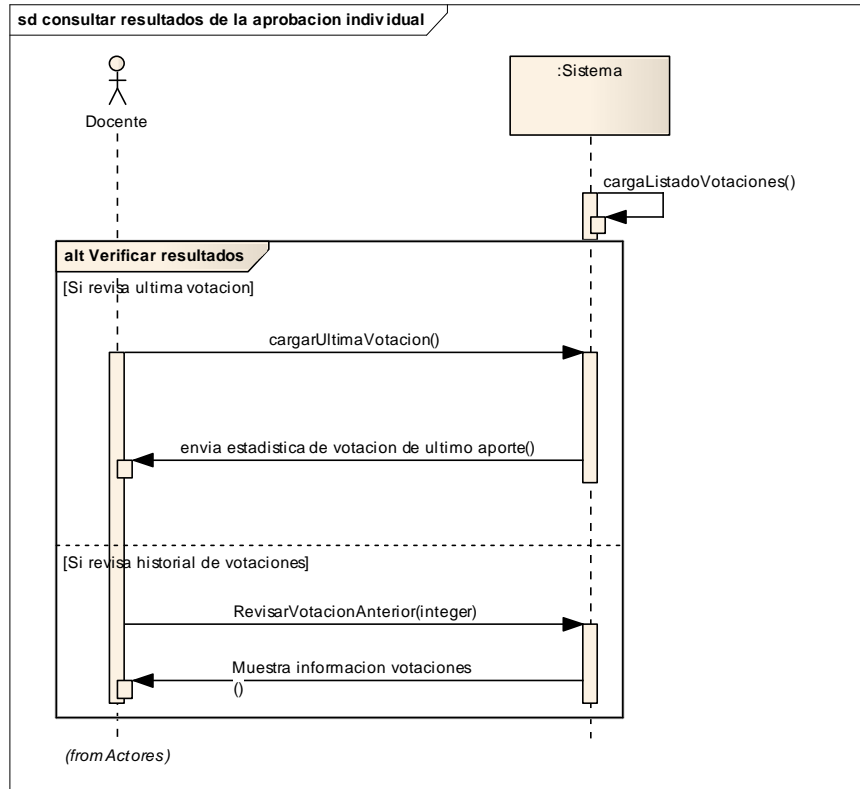 sd consultar resultados de la aprobacion individual
Docente
:Sistema
cargaListadoVotaciones()
alt Verificar resultados
[Si revisa ultima votacion]
cargarUltimaVotacion()
envia estadistica de votacion de ultimo aporte()
[Si revisa historial de votaciones]
RevisarVotacionAnterior(integer)
Muestra informacion votaciones
()
(from Actores)